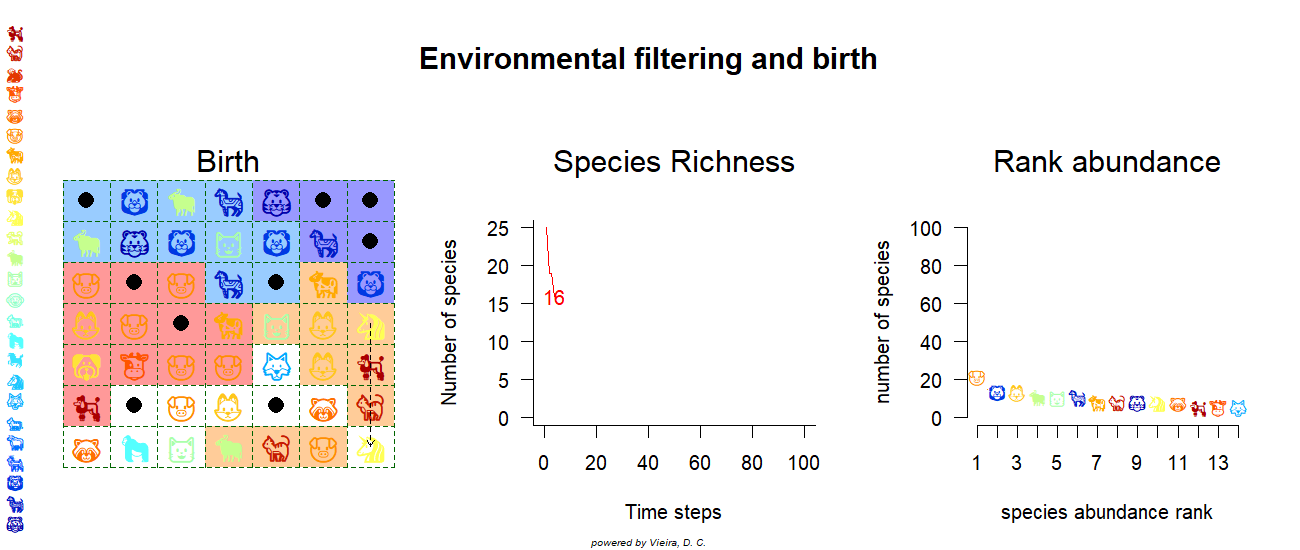 Environmental filtering and birth
Birth
Species Richness
Number of species
25
20
15
10
5
0
16
0 20 40 60 80 100
Time steps
Rank abundance
number of species
100
80
60
40
20
0
1 3 5 7 9 11 13
species abundance rank
powered by Vieira, D. C.